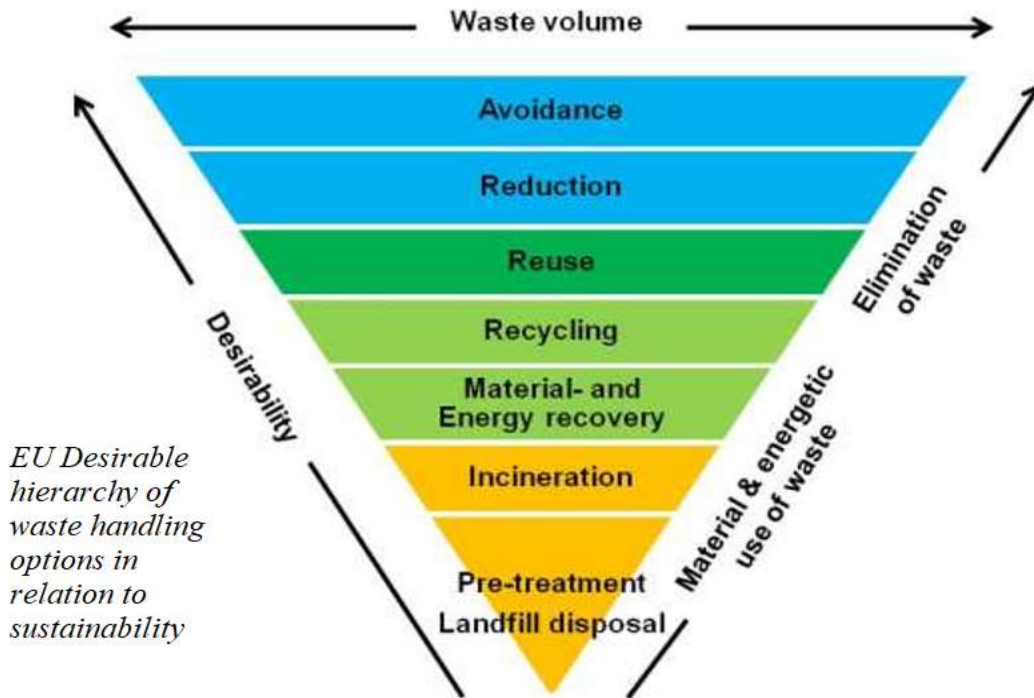 Waste volume
Avoidance
Reduction
Reuse
Recycling
Material- and
Energy recovery
Incineration
Pre-treatment
Landfill disposal
Desirability
Elimination
of waste
Material & energetic
use of waste
EU Desirable
hierarchy of
waste handling
options in
relation to
sustainability